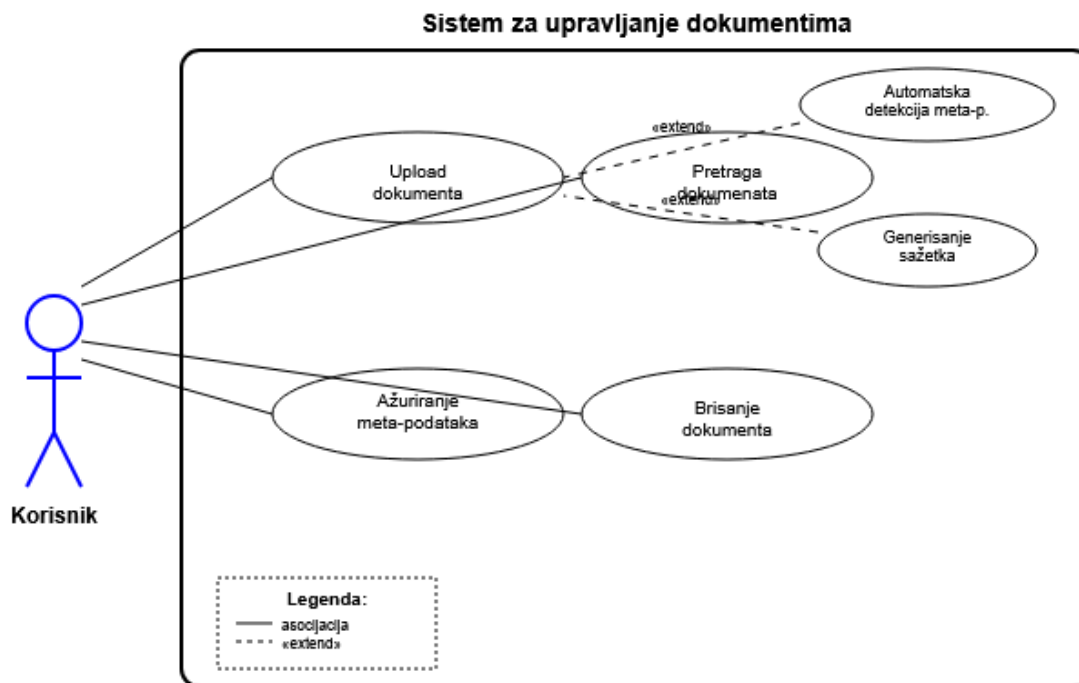 Sistem za upravljanje dokumentima
Automatska
detekcija meta-p.
«extend»
Upload
dokumenta
Pretraga
dokumenata
«extend»
Generisanje
sažetka
Ažuriranje
meta-podataka
Brisanje
dokumenta
Korisnik
Legenda:
asocijacija
«extend»